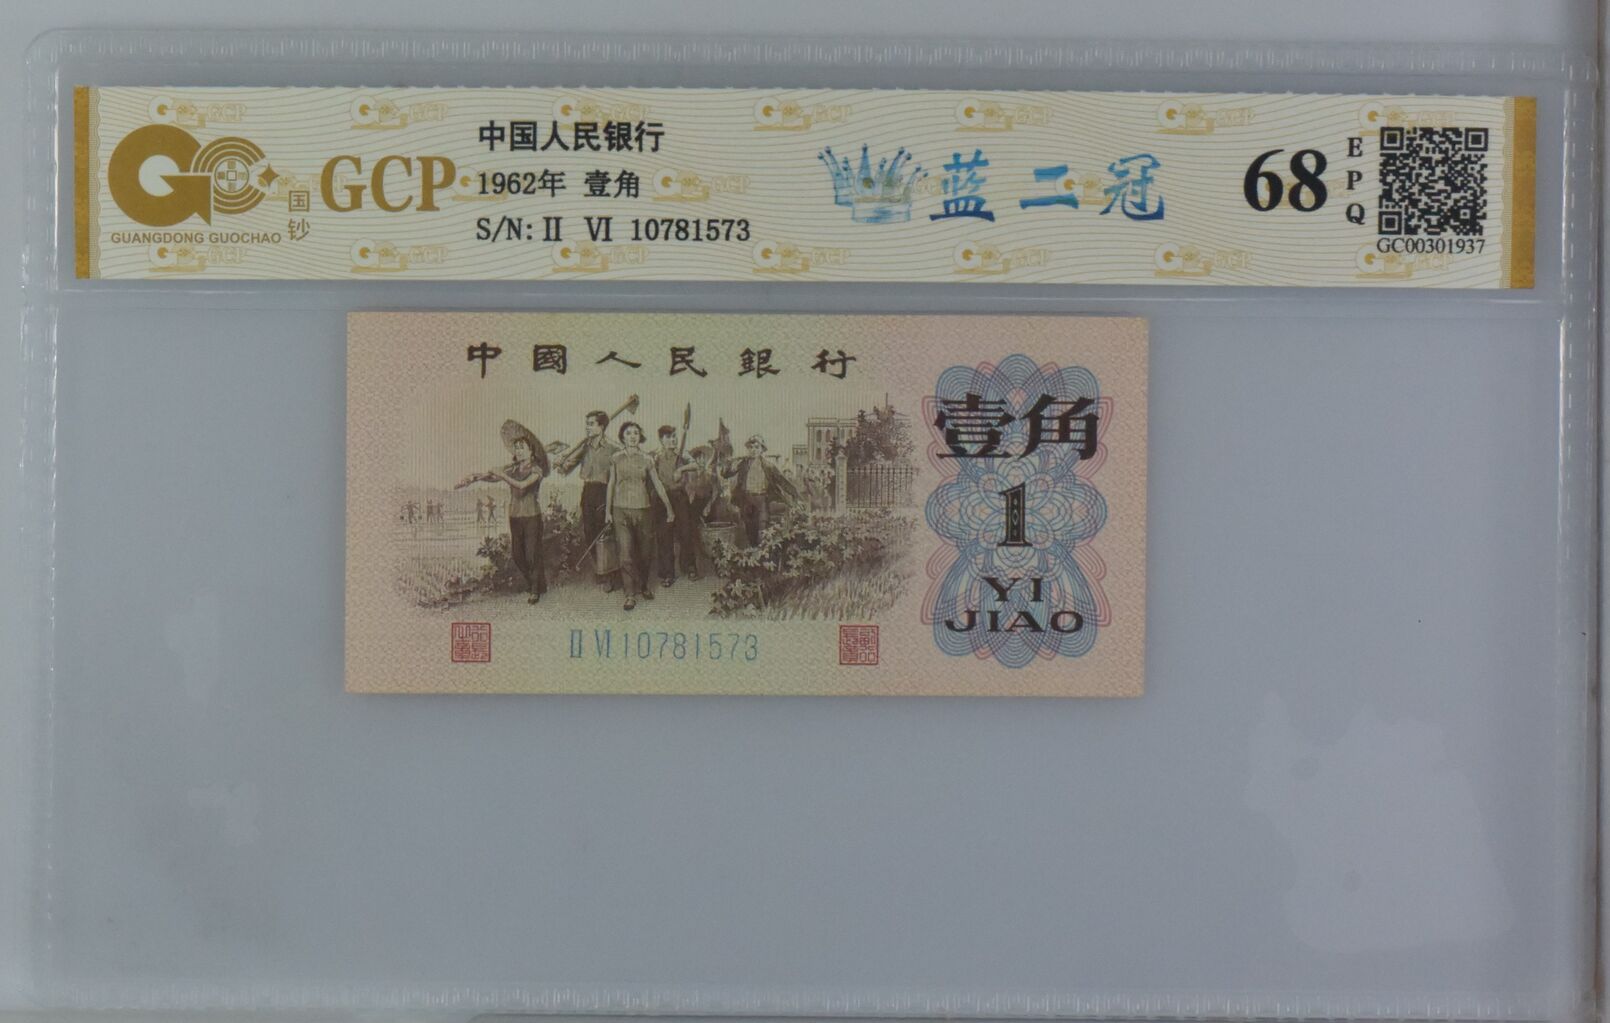 GCP
国钞
GUANGDONG GUOCHAO
中国人民银行
1962年 壹角
S/N: II VI 10781573
蓝二冠
68
EPQ
GC00301937
中國人民銀行
壹角
1
YI
JIAO
II VI 10781573